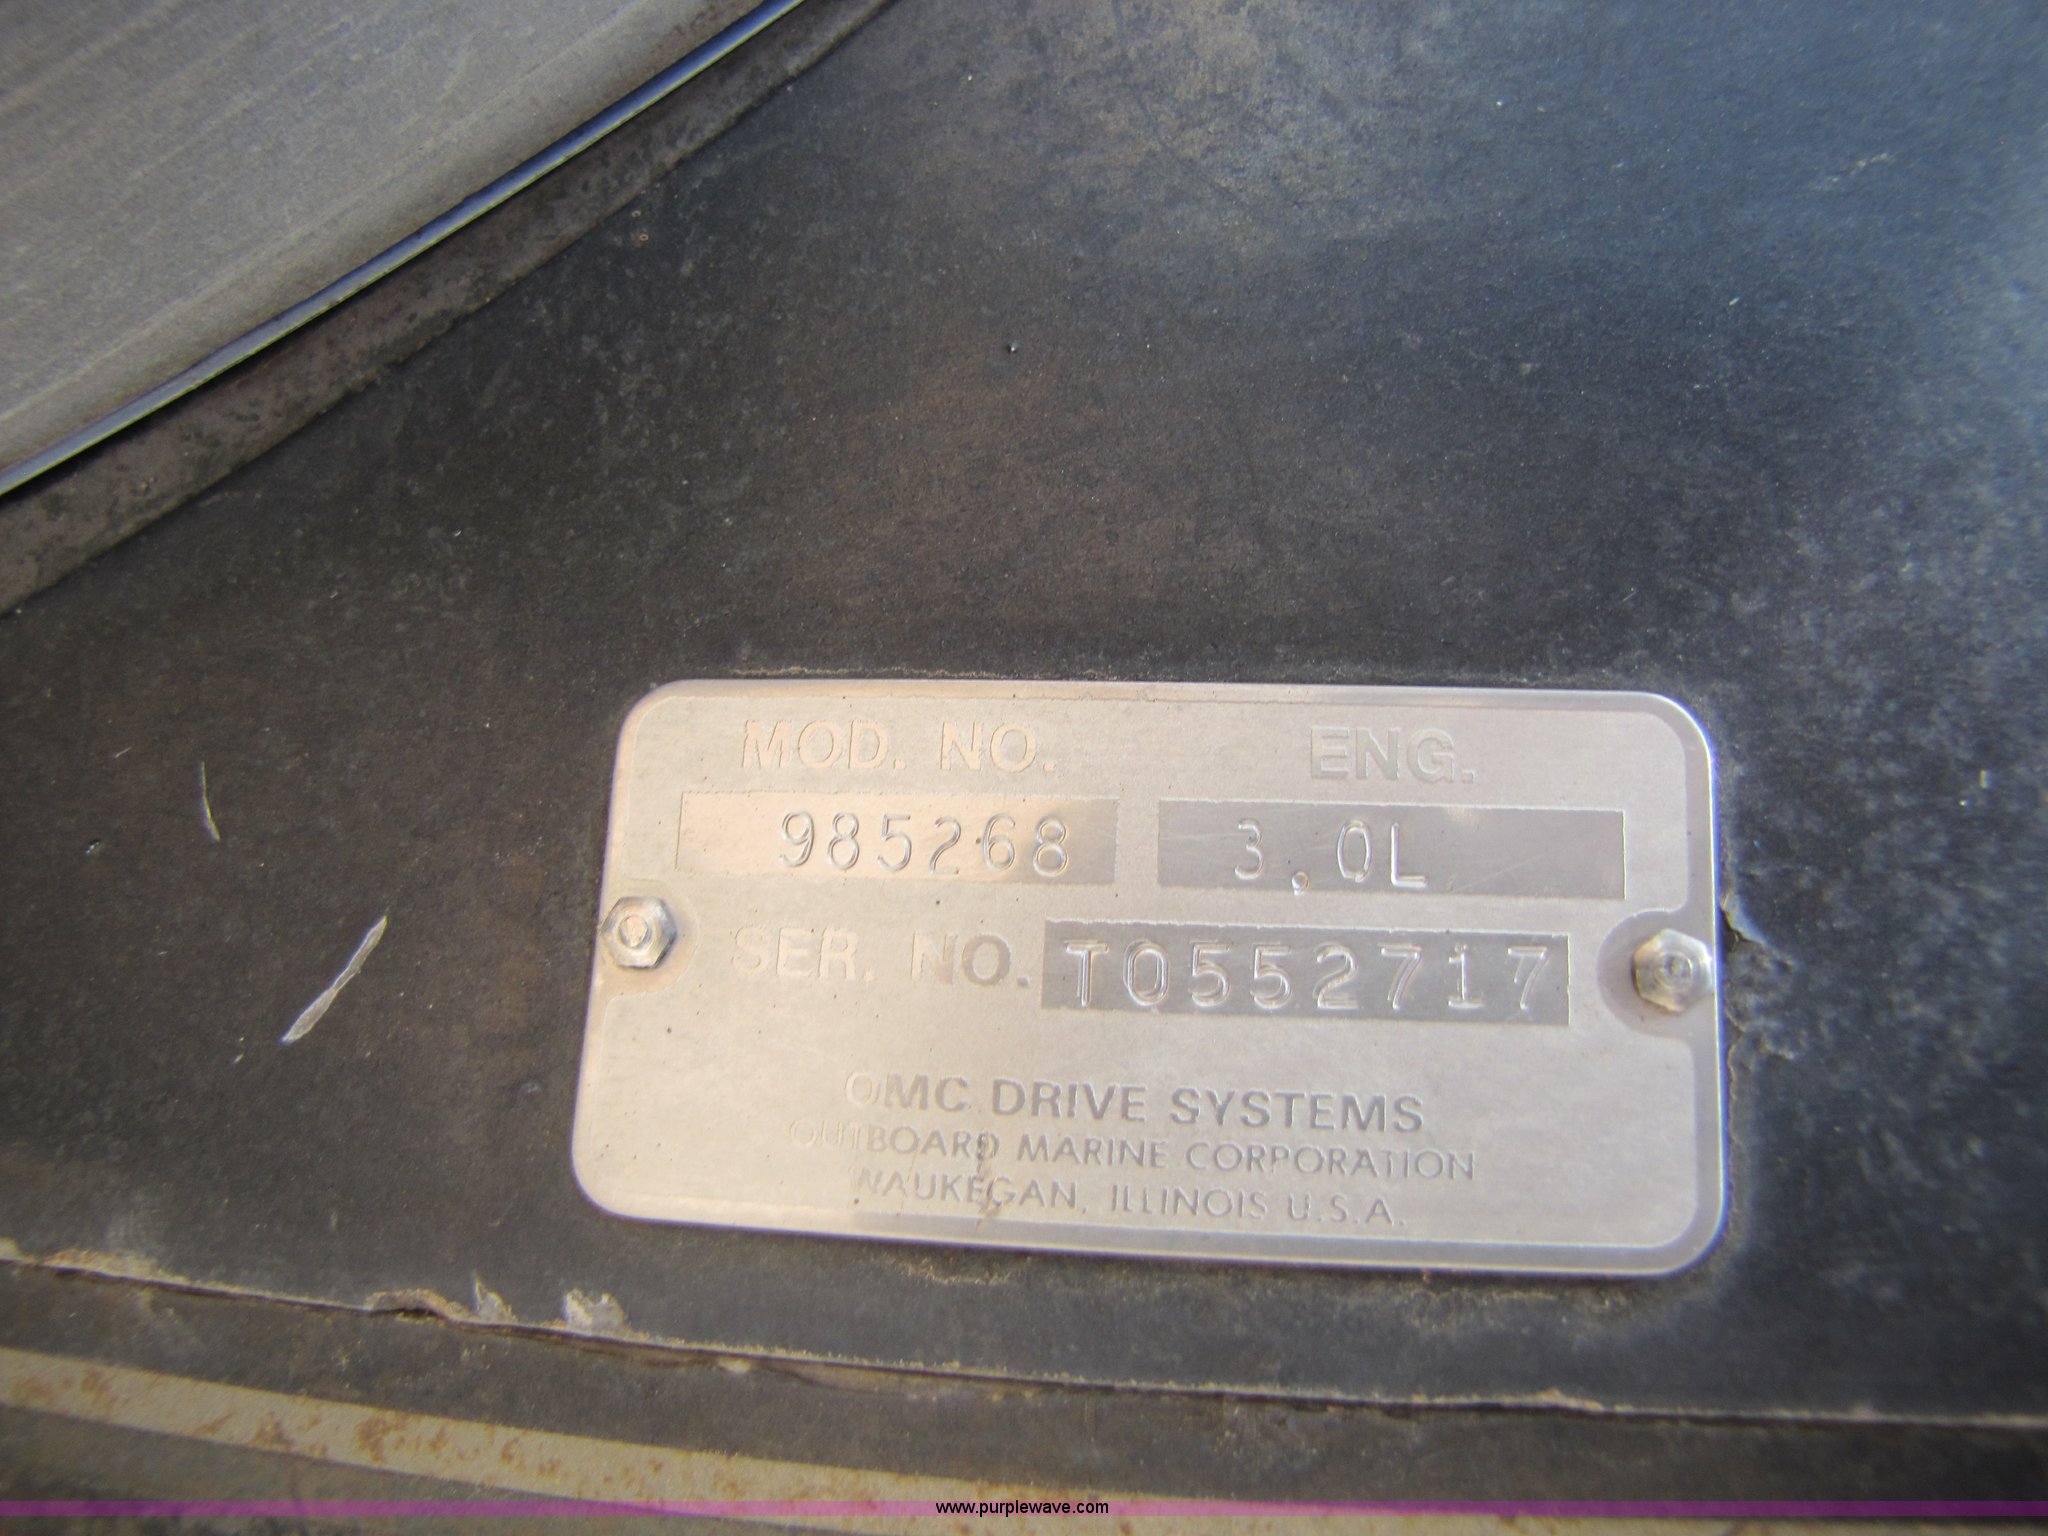 MOD. NO. ENG.
985268 3.0L
SER. NO. T0552717
OMC DRIVE SYSTEMS
OUTBOARD MARINE CORPORATION
WAUKEGAN, ILLINOIS U.S.A.
www.purplewave.com